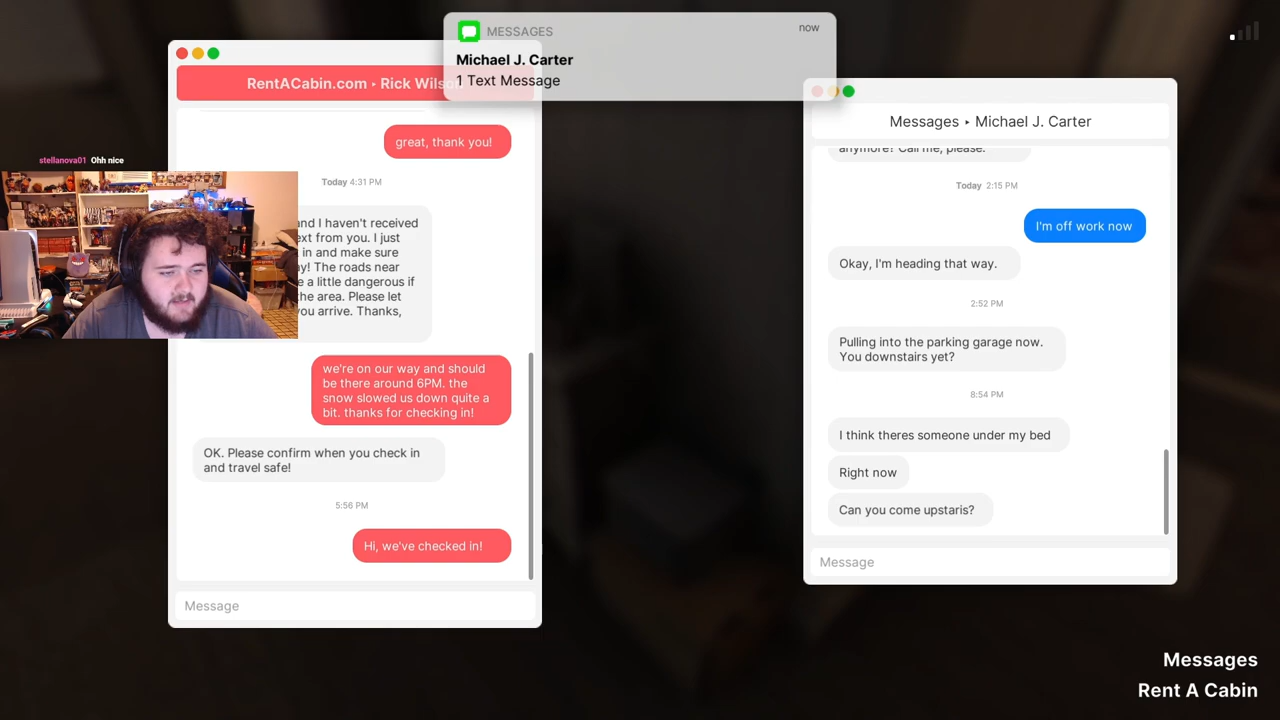 MESSAGES
now
Michael J. Carter
1 Text Message
RentACabin.com ▸ Rick Wilso
great, thank you!
Today 4:31 PM
and I haven't received
ext from you. I just
in and make sure
ay! The roads near
e a little dangerous if
he area. Please let
you arrive. Thanks,
we're on our way and should
be there around 6PM. the
snow slowed us down quite a
bit. thanks for checking in!
OK. Please confirm when you check in
and travel safe!
5:56 PM
Hi, we've checked in!
Message
stellanova01 Ohh nice
Messages ▸ Michael J. Carter
anymore? Call me, please.
Today 2:15 PM
I'm off work now
Okay, I'm heading that way.
2:52 PM
Pulling into the parking garage now.
You downstairs yet?
8:54 PM
I think theres someone under my bed
Right now
Can you come upstaris?
Message
Messages
Rent A Cabin